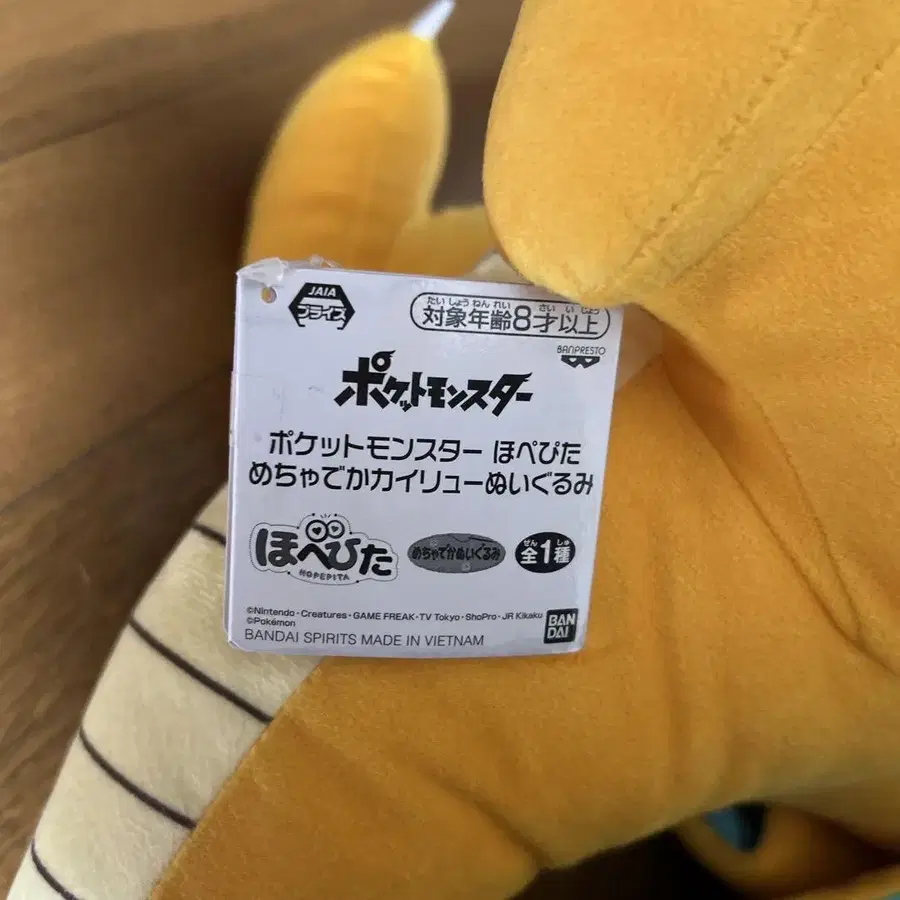 JAIA
プライズ
たいしょうねんれい さいいじょう
対象年齢8才以上
BANPRESTO
ポケットモンスター
ポケットモンスター ほぺぴた
めちゃでかカイリューぬいぐるみ
ほぺぴた
HOPEPITA
めちゃでかぬいぐるみ
ぜん しゅ
全1種
©Nintendo・Creatures・GAME FREAK・TV Tokyo・ShoPro・JR Kikaku
©Pokémon
BANDAI SPIRITS MADE IN VIETNAM
BAN
DAI